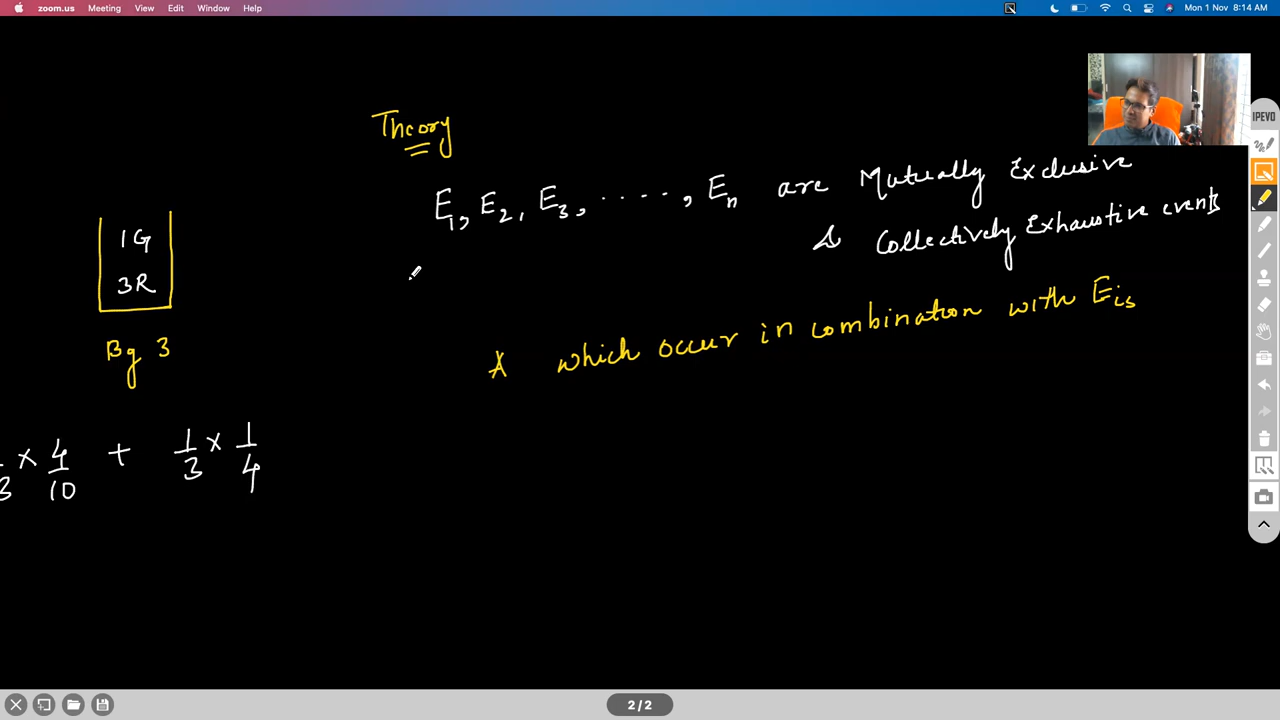 zoom.us Meeting View Edit Window Help Mon 1 Nov 8:14 AM
IPEVO
Theory
E1, E2, E3, ....., En are Mutually Exclusive
& Collectively Exhaustive events
1G
3R
Bg 3
A which occur in combination with Eis
3 × 4/10 + 1/3 × 1/4
2/2